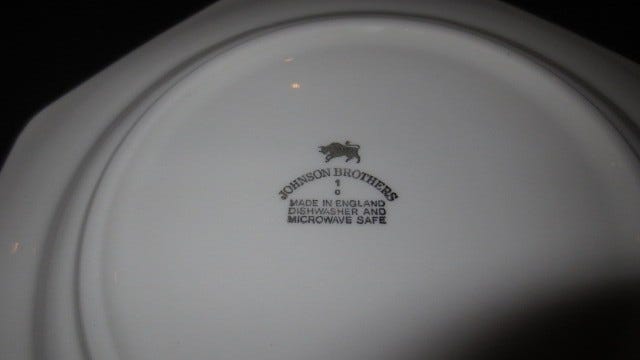 JOHNSON BROTHERS
1
0
MADE IN ENGLAND
DISHWASHER AND
MICROWAVE SAFE